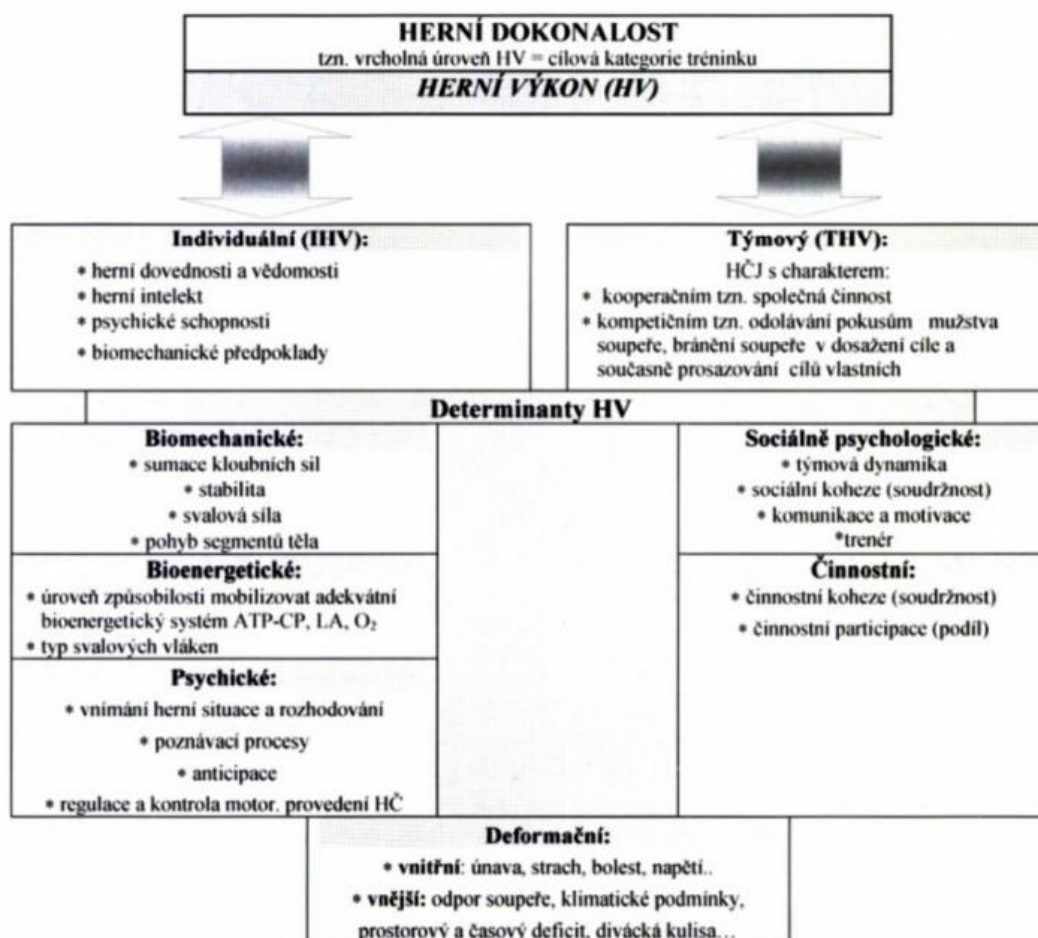 HERNÍ DOKONALOST
tzn. vrcholná úroveň HV = cílová kategorie tréninku
HERNÍ VÝKON (HV)
Individuální (IHV):
* herní dovednosti a vědomosti
* herní intelekt
* psychické schopnosti
* biomechanické předpoklady
Týmový (THV):
HČJ s charakterem:
* kooperačním tzn. společná činnost
* kompetičním tzn. odolávání pokusům mužstva
soupeře, bránění soupeře v dosažení cíle a
současně prosazování cílů vlastních
Determinanty HV
Biomechanické:
* sumace kloubních sil
* stabilita
* svalová síla
* pohyb segmentů těla
Bioenergetické:
* úroveň způsobilosti mobilizovat adekvátní
bioenergetický systém ATP-CP, LA, O₂
* typ svalových vláken
Psychické:
* vnímání herní situace a rozhodování
* poznávací procesy
* anticipace
* regulace a kontrola motor. provedení HČ
Sociálně psychologické:
* týmová dynamika
* sociální koheze (soudržnost)
* komunikace a motivace
*trenér
Činnostní:
* činnostní koheze (soudržnost)
* činnostní participace (podíl)
Deformační:
* vnitřní: únava, strach, bolest, napětí..
* vnější: odpor soupeře, klimatické podmínky,
prostorový a časový deficit, divácká kulisa…